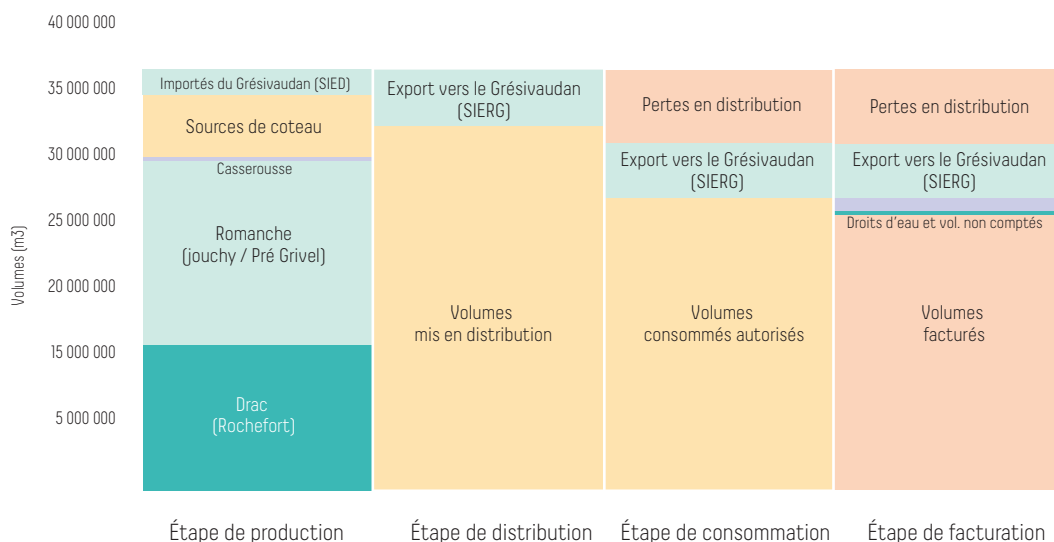 40 000 000
35 000 000
30 000 000
25 000 000
20 000 000
15 000 000
5 000 000
Volumes (m3)
Importés du Grésivaudan (SIED)
Sources de coteau
Casserousse
Romanche
(jouchy / Pré Grivel)
Drac
(Rochefort)
Export vers le Grésivaudan
(SIERG)
Volumes
mis en distribution
Pertes en distribution
Export vers le Grésivaudan
(SIERG)
Volumes
consommés autorisés
Pertes en distribution
Export vers le Grésivaudan
(SIERG)
Droits d'eau et vol. non comptés
Volumes
facturés
Étape de production
Étape de distribution
Étape de consommation
Étape de facturation